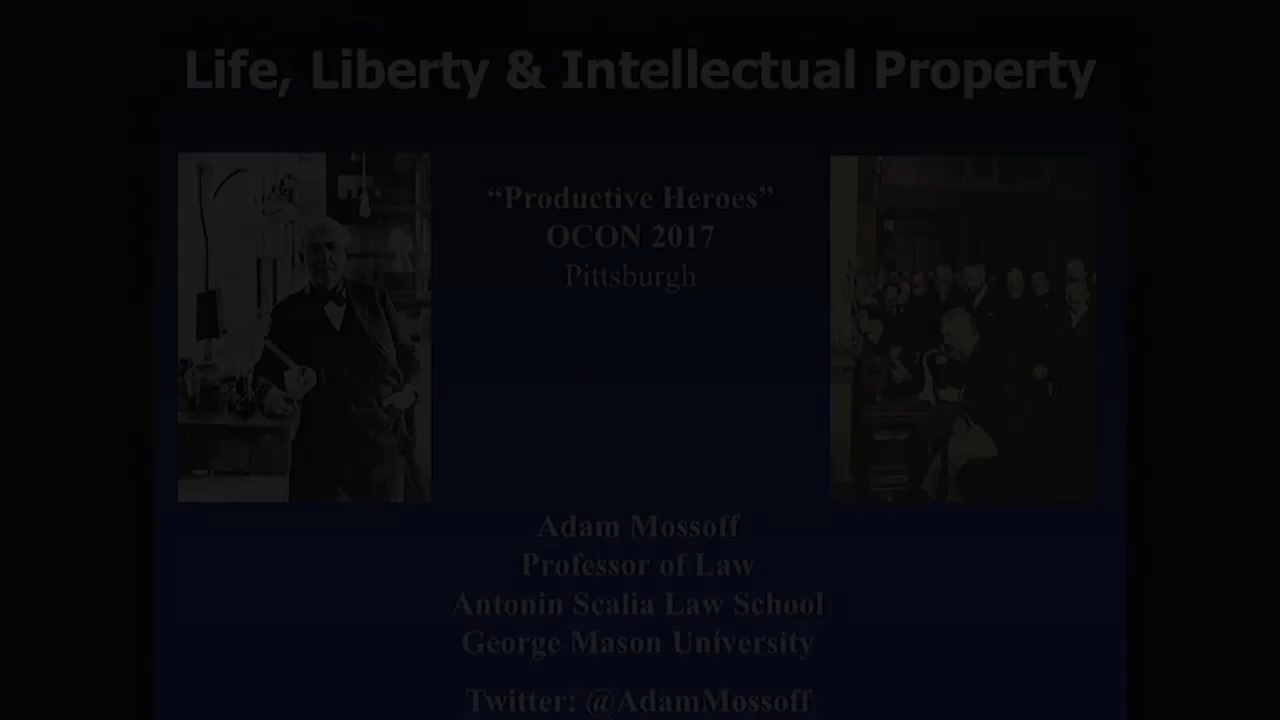 Life, Liberty & Intellectual Property
“Productive Heroes”
OCON 2017
Pittsburgh
Adam Mossoff
Professor of Law
Antonin Scalia Law School
George Mason University
Twitter: @AdamMossoff